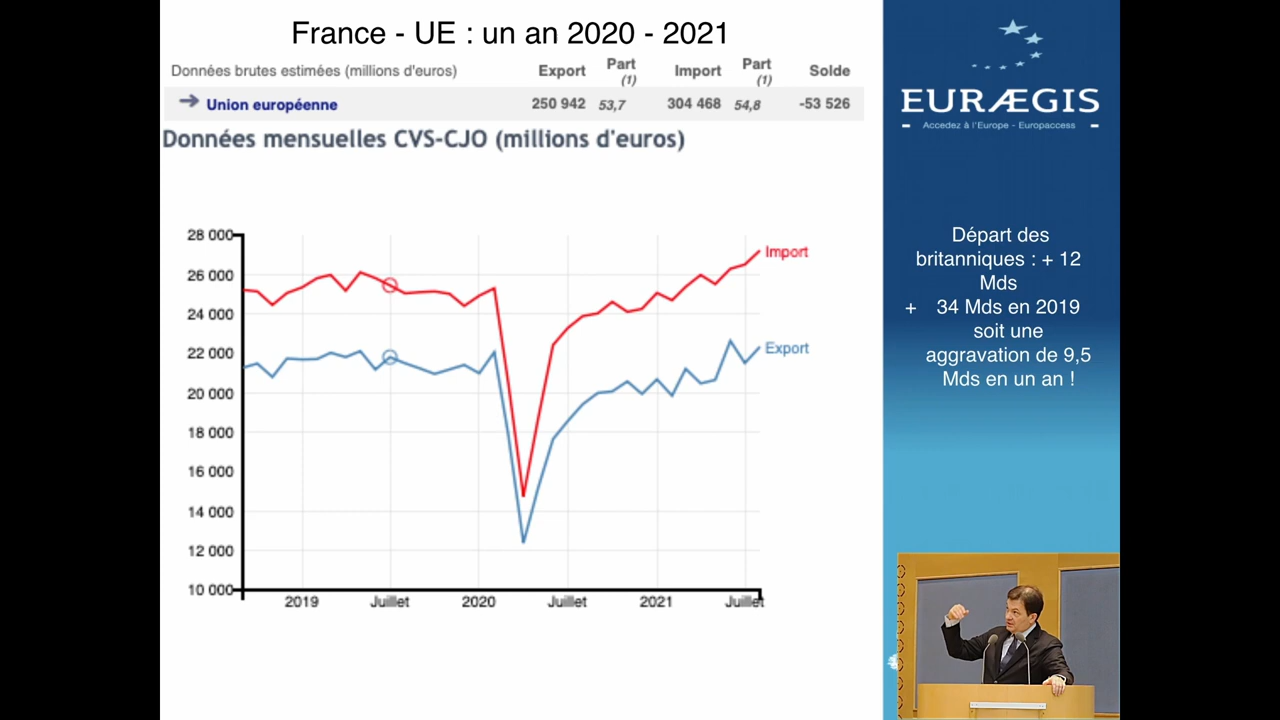 France - UE : un an 2020 - 2021
Données brutes estimées (millions d'euros) Export Part (1) Import Part (1) Solde
Union européenne 250 942 53,7 304 468 54,8 -53 526
Données mensuelles CVS-CJO (millions d'euros)
28 000
26 000
24 000
22 000
20 000
18 000
16 000
14 000
12 000
10 000
Import
Export
2019 Juillet 2020 Juillet 2021 Juillet
EURÆGIS
Accedez à l'Europe - Europaccess
Départ des
britanniques : + 12
Mds
+ 34 Mds en 2019
soit une
aggravation de 9,5
Mds en un an !